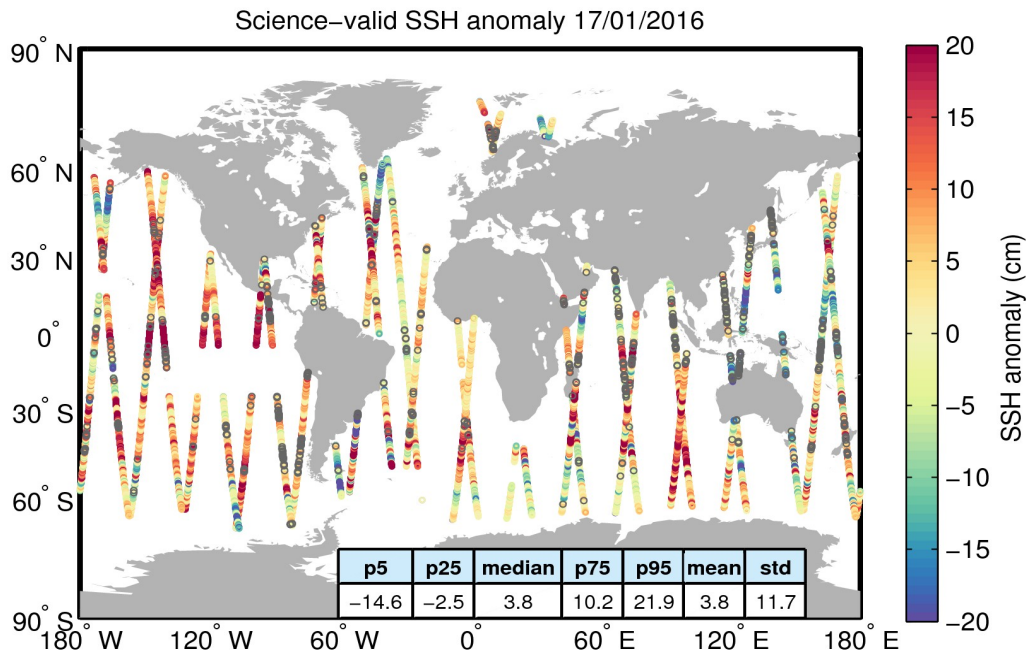 Science−valid SSH anomaly 17/01/2016
90° N
60° N
30° N
0°
30° S
60° S
90° S
180° W
120° W
60° W
0°
60° E
120° E
180° E
p5 p25 median p75 p95 mean std
−14.6 −2.5 3.8 10.2 21.9 3.8 11.7
20
15
10
5
0
−5
−10
−15
−20
SSH anomaly (cm)